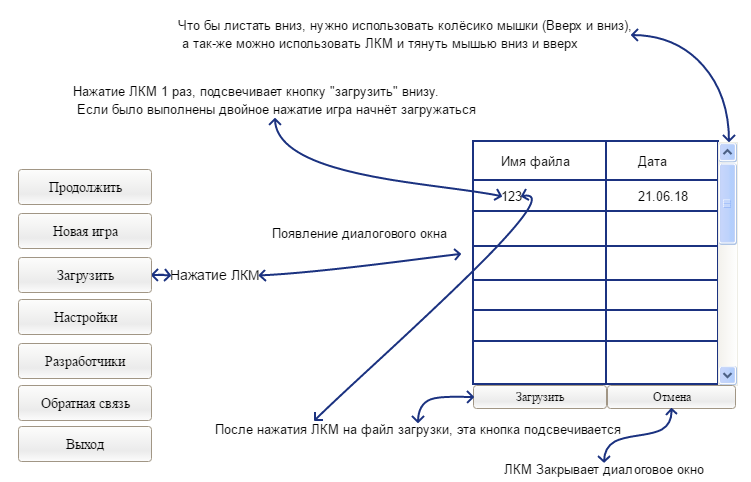 Что бы листать вниз, нужно использовать колёсико мышки (Вверх и вниз),
а так-же можно использовать ЛКМ и тянуть мышью вниз и вверх
Нажатие ЛКМ 1 раз, подсвечивает кнопку "загрузить" внизу.
Если было выполнены двойное нажатие игра начнёт загружаться
Имя файла
Дата
123
21.06.18
Продолжить
Новая игра
Загрузить
Настройки
Разработчики
Обратная связь
Выход
Нажатие ЛКМ
Появление диалогового окна
Загрузить
Отмена
После нажатия ЛКМ на файл загрузки, эта кнопка подсвечивается
ЛКМ Закрывает диалоговое окно